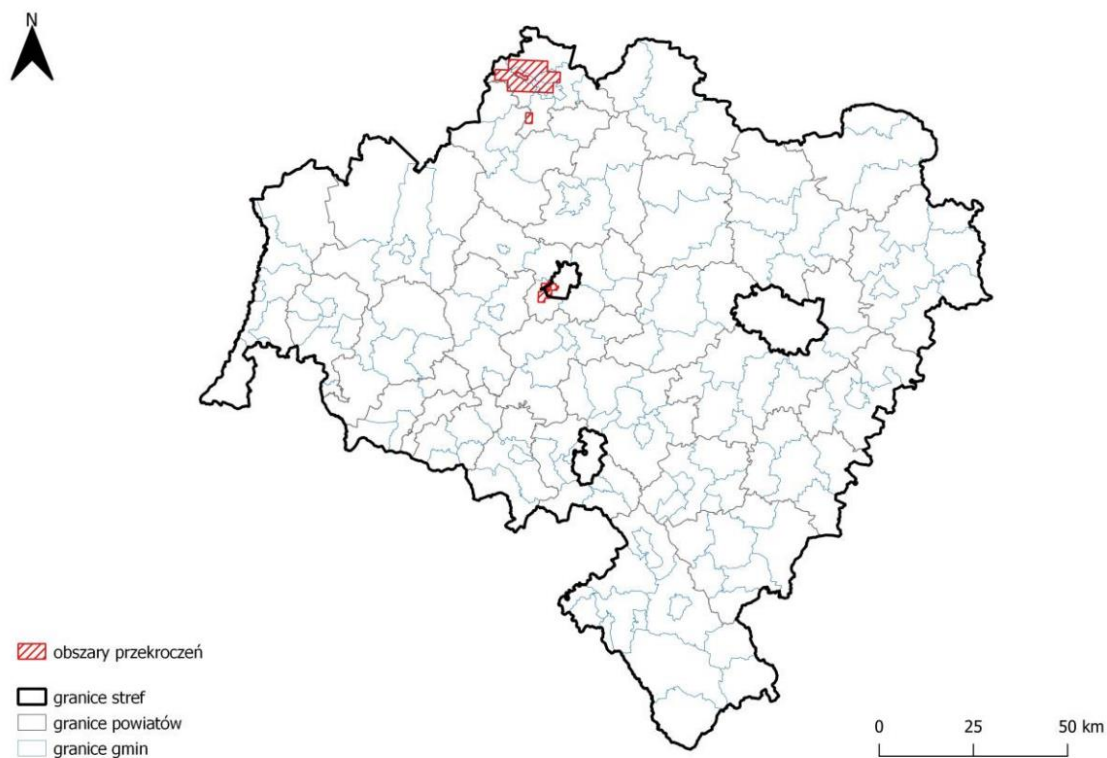 N
obszary przekroczeń
granice stref
granice powiatów
granice gmin
0 25 50 km